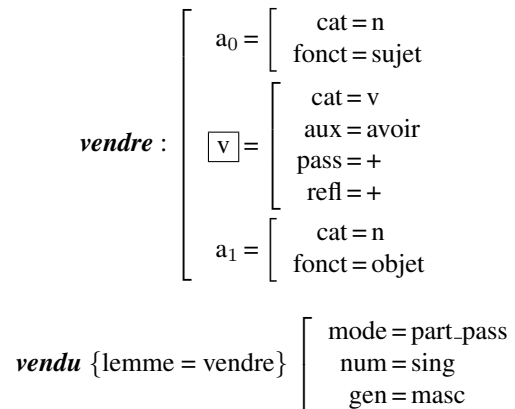 a₀ = cat = n
fonct = sujet
vendre : v = cat = v
aux = avoir
pass = +
refl = +
a₁ = cat = n
fonct = objet
vendu {lemme = vendre} mode = part_pass
num = sing
gen = masc